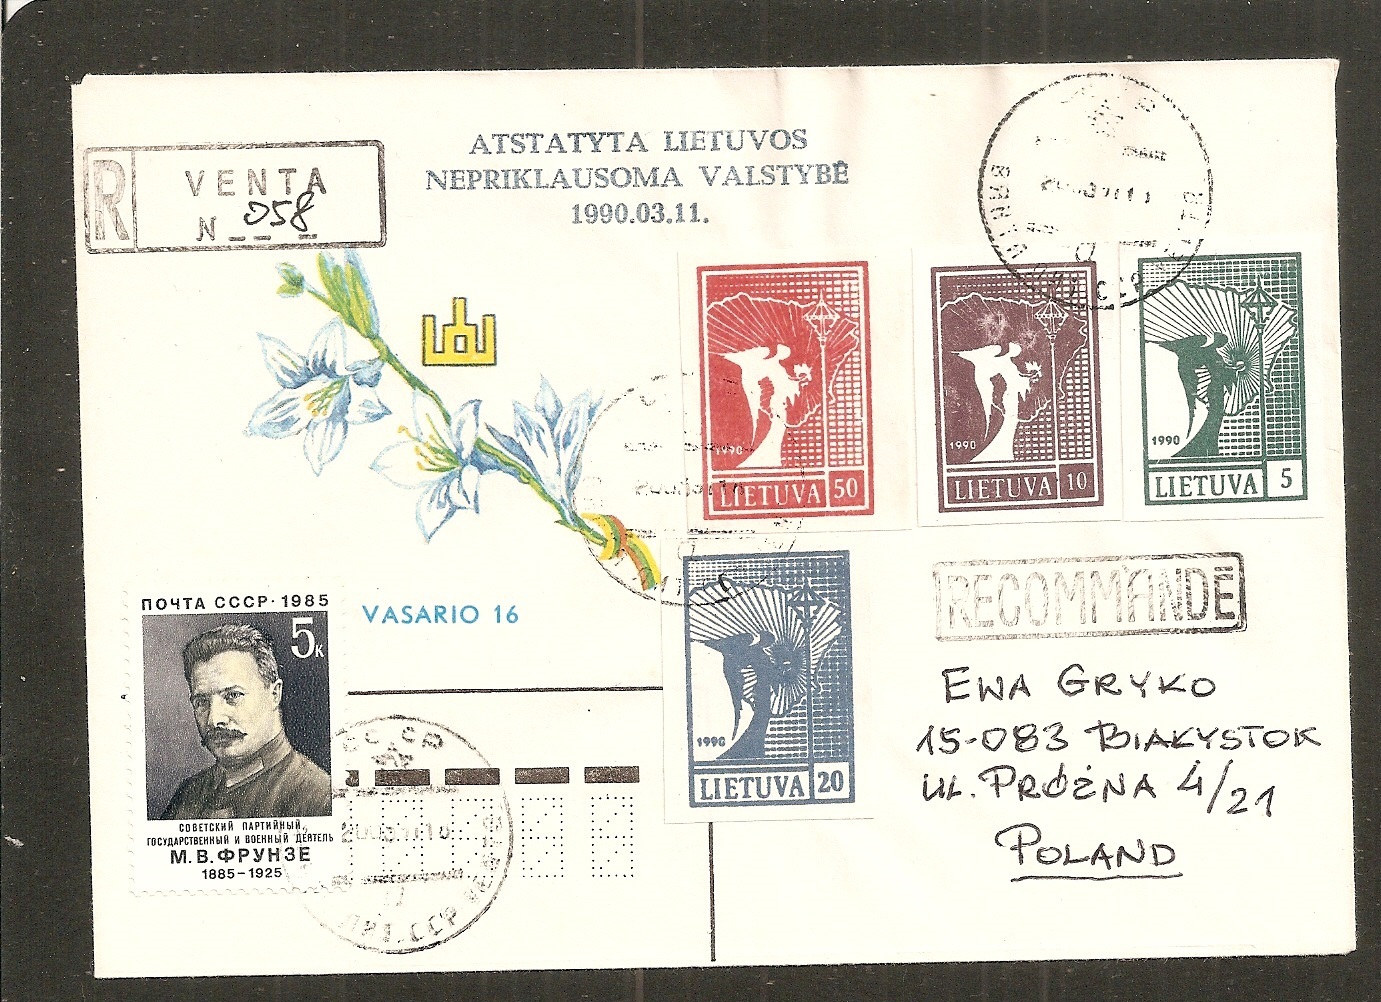 ATSTATYTA LIETUVOS
NEPRIKLAUSOMA VALSTYBĖ
1990.03.11.
R VENTA
N 058
1990
LIETUVA 50
1990
LIETUVA 10
1990
LIETUVA 5
1990
LIETUVA 20
VASARIO 16
RECOMMANDÉ
EWA GRYKO
15-083 BIAŁYSTOK
UL. PRÓŻNA 4/21
POLAND
ПОЧТА СССР · 1985
5к
СОВЕТСКИЙ ПАРТИЙНЫЙ,
ГОСУДАРСТВЕННЫЙ И ВОЕННЫЙ ДЕЯТЕЛЬ
М.В.ФРУНЗЕ
1885–1925